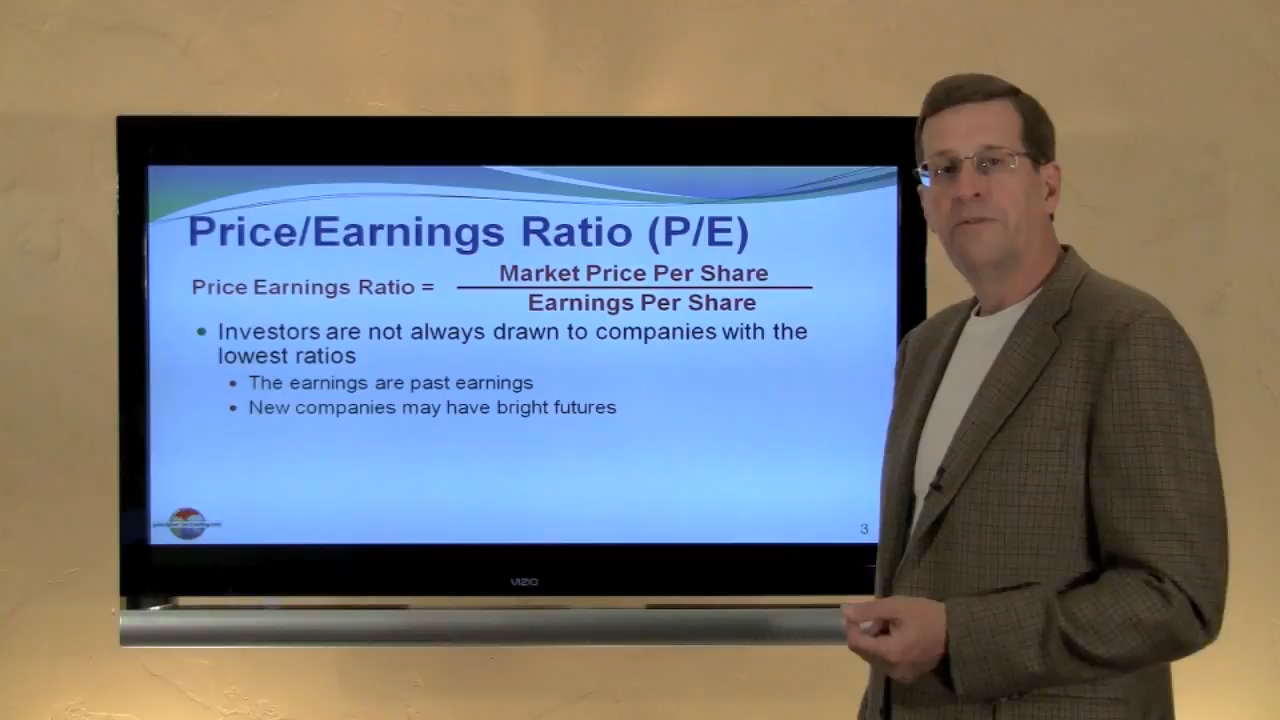 Price/Earnings Ratio (P/E)
Price Earnings Ratio =
Market Price Per Share
Earnings Per Share
• Investors are not always drawn to companies with the
lowest ratios
• The earnings are past earnings
• New companies may have bright futures
3
VIZIO